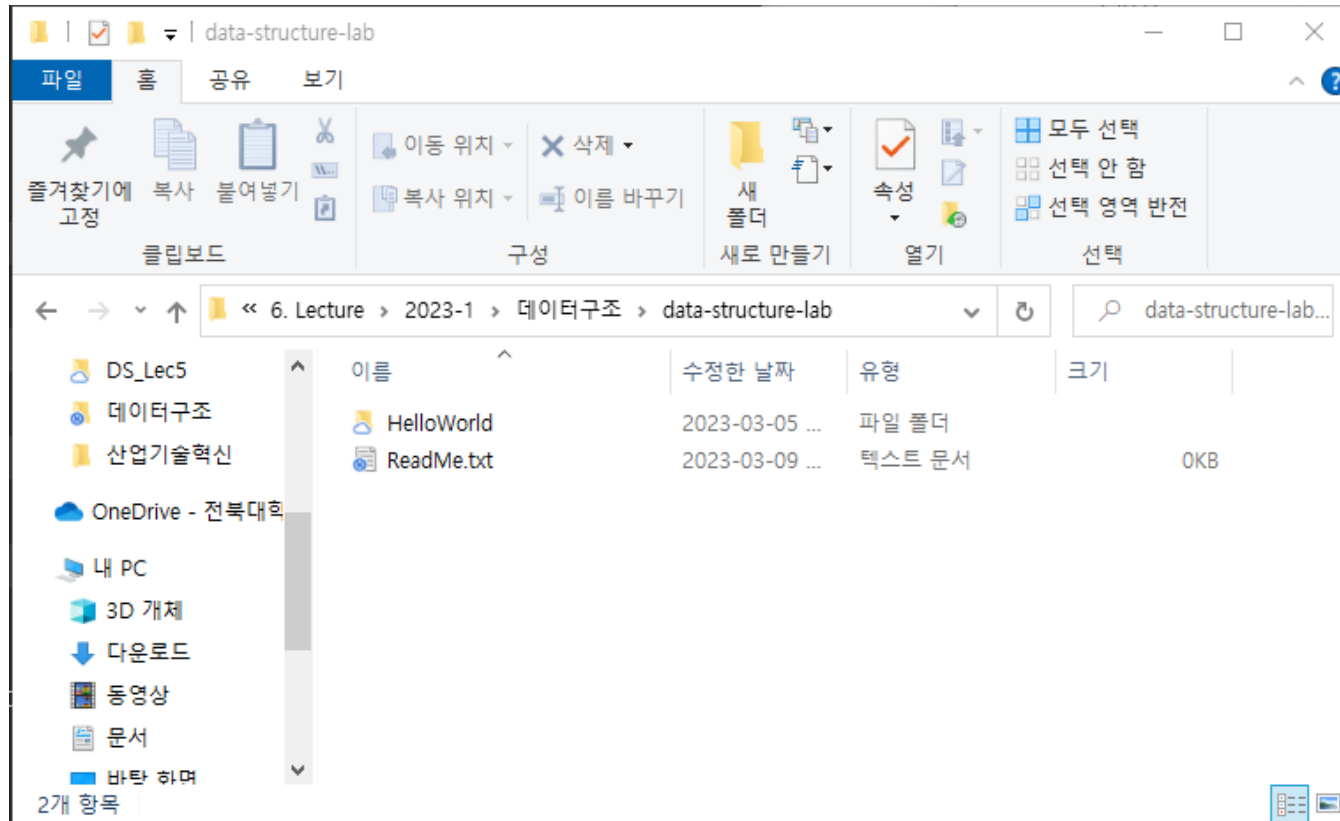 data-structure-lab
파일 홈 공유 보기
이동 위치 삭제
즐겨찾기에 고정 복사 붙여넣기 복사 위치 이름 바꾸기 새 폴더 속성
모두 선택
선택 안 함
선택 영역 반전
클립보드 구성 새로 만들기 열기 선택
« 6. Lecture > 2023-1 > 데이터구조 > data-structure-lab data-structure-lab...
이름 수정한 날짜 유형 크기
DS_Lec5
데이터구조
산업기술혁신
OneDrive - 전북대학
내 PC
3D 개체
다운로드
동영상
문서
바탕 화면
HelloWorld 2023-03-05 ... 파일 폴더
ReadMe.txt 2023-03-09 ... 텍스트 문서 0KB
2개 항목